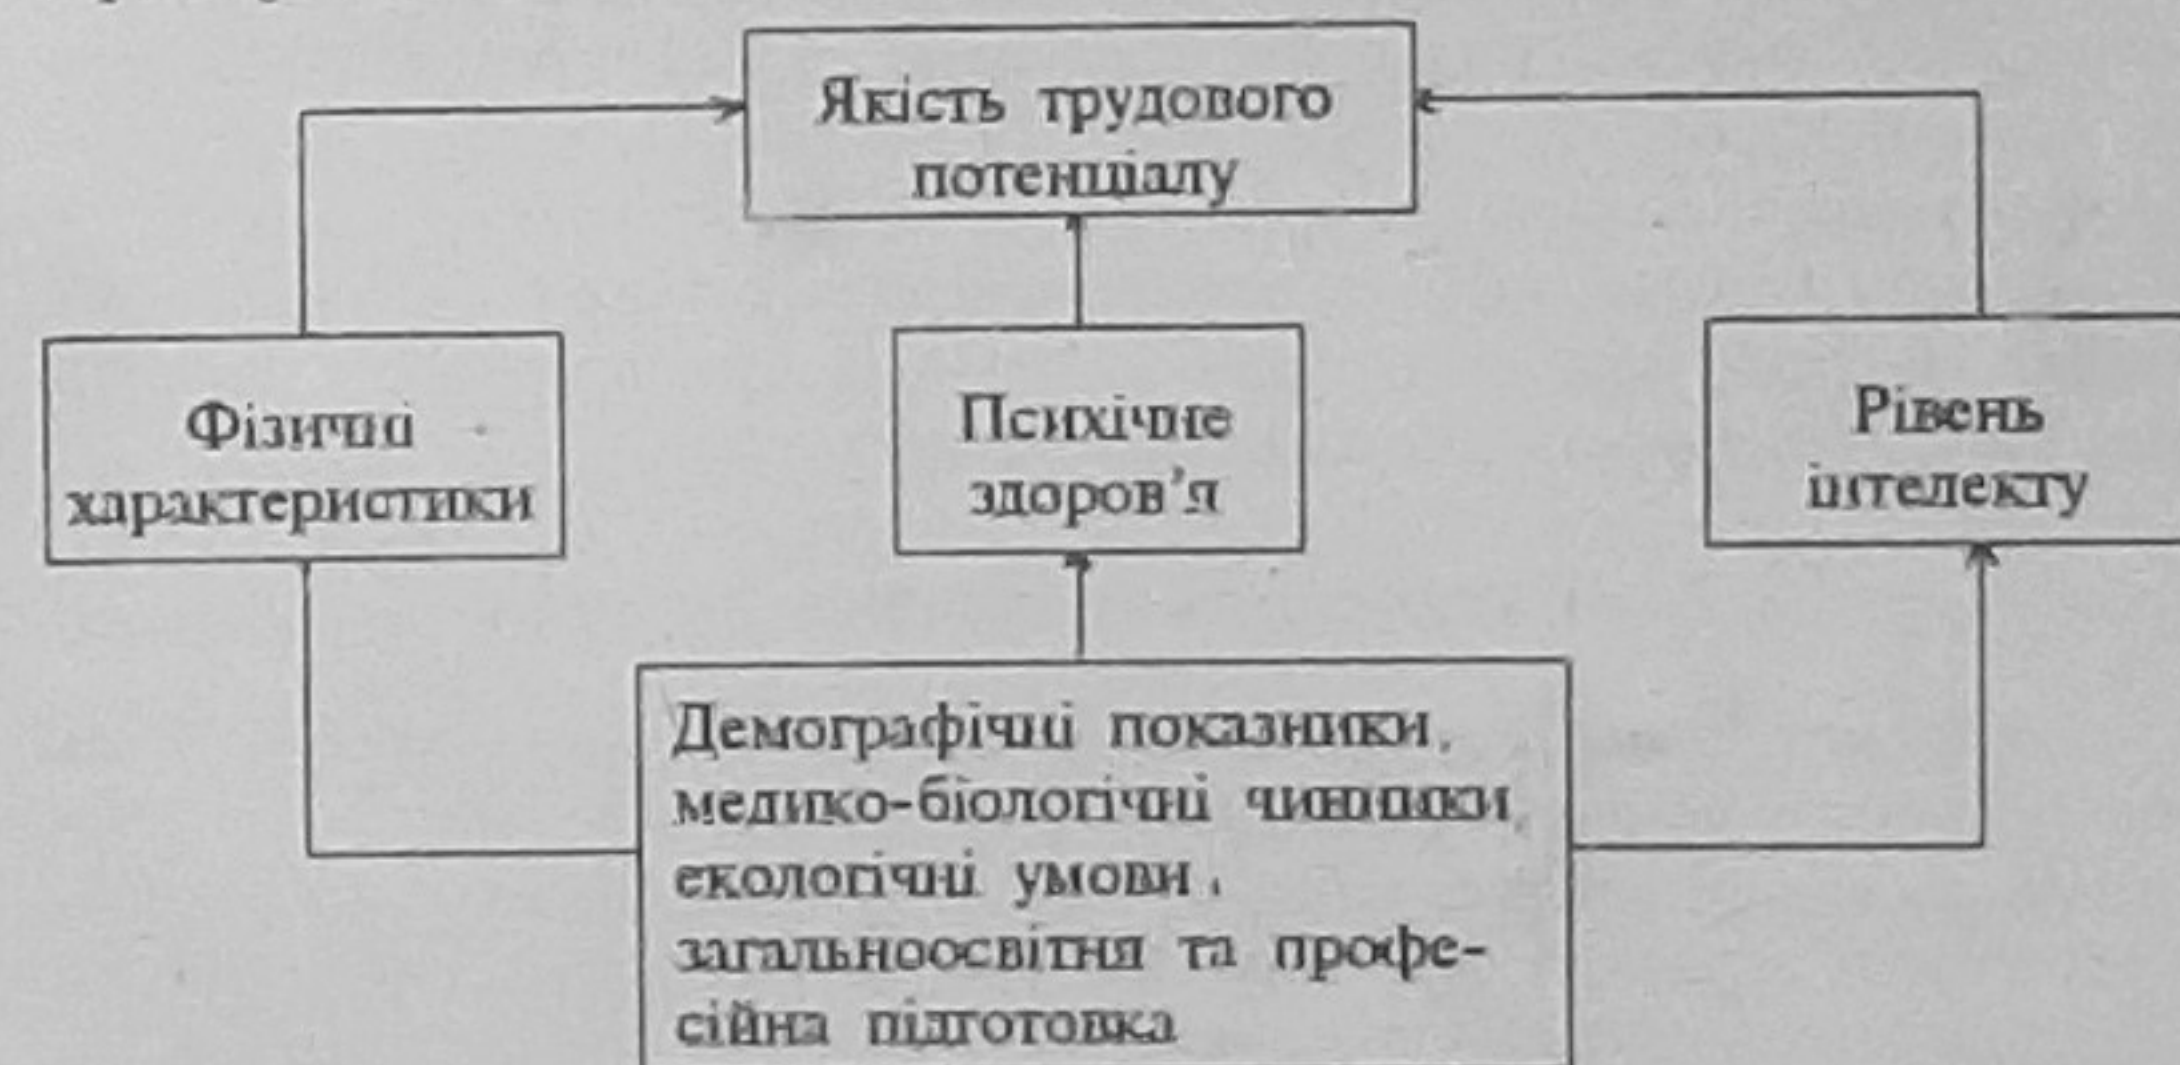 Якість трудового
потенціалу
Фізичні
характеристики
Психічне
здоров’я
Рівень
інтелекту
Демографічні показники,
медико-біологічні чинники,
екологічні умови,
загальноосвітня та профе-
сійна підготовка